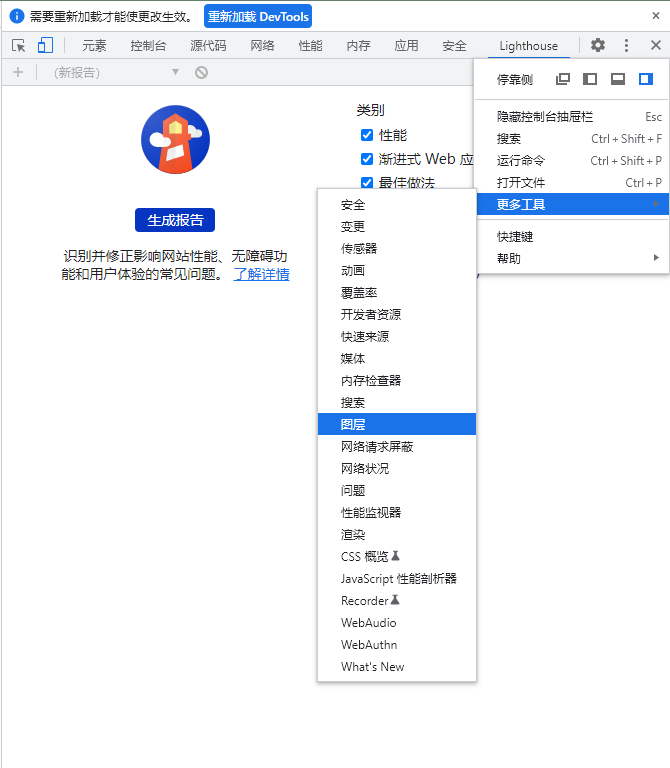 需要重新加载才能使更改生效。 重新加载 DevTools
元素 控制台 源代码 网络 性能 内存 应用 安全 Lighthouse
(新报告)
停靠侧
隐藏控制台抽屉栏 Esc
搜索 Ctrl + Shift + F
运行命令 Ctrl + Shift + P
打开文件 Ctrl + P
更多工具
快捷键
帮助
类别
性能
渐进式 Web 应
最佳做法
生成报告
识别并修正影响网站性能、无障碍功
能和用户体验的常见问题。 了解详情
安全
变更
传感器
动画
覆盖率
开发者资源
快速来源
媒体
内存检查器
搜索
图层
网络请求屏蔽
网络状况
问题
性能监视器
渲染
CSS 概览
JavaScript 性能剖析器
Recorder
WebAudio
WebAuthn
What's New